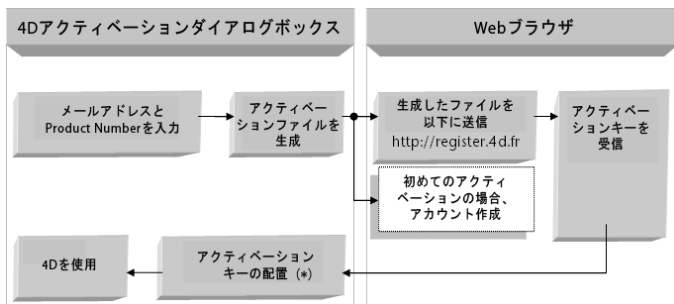 4Dアクティベーションダイアログボックス
Webブラウザ
メールアドレスと
Product Numberを入力
アクティベー
ションファイルを
生成
生成したファイルを
以下に送信
http://register.4d.fr
アクティベ
ーションキーを
受信
初めてのアクティ
ベーションの場合、
アカウント作成
4Dを使用
アクティベーション
キーの配置 (*)